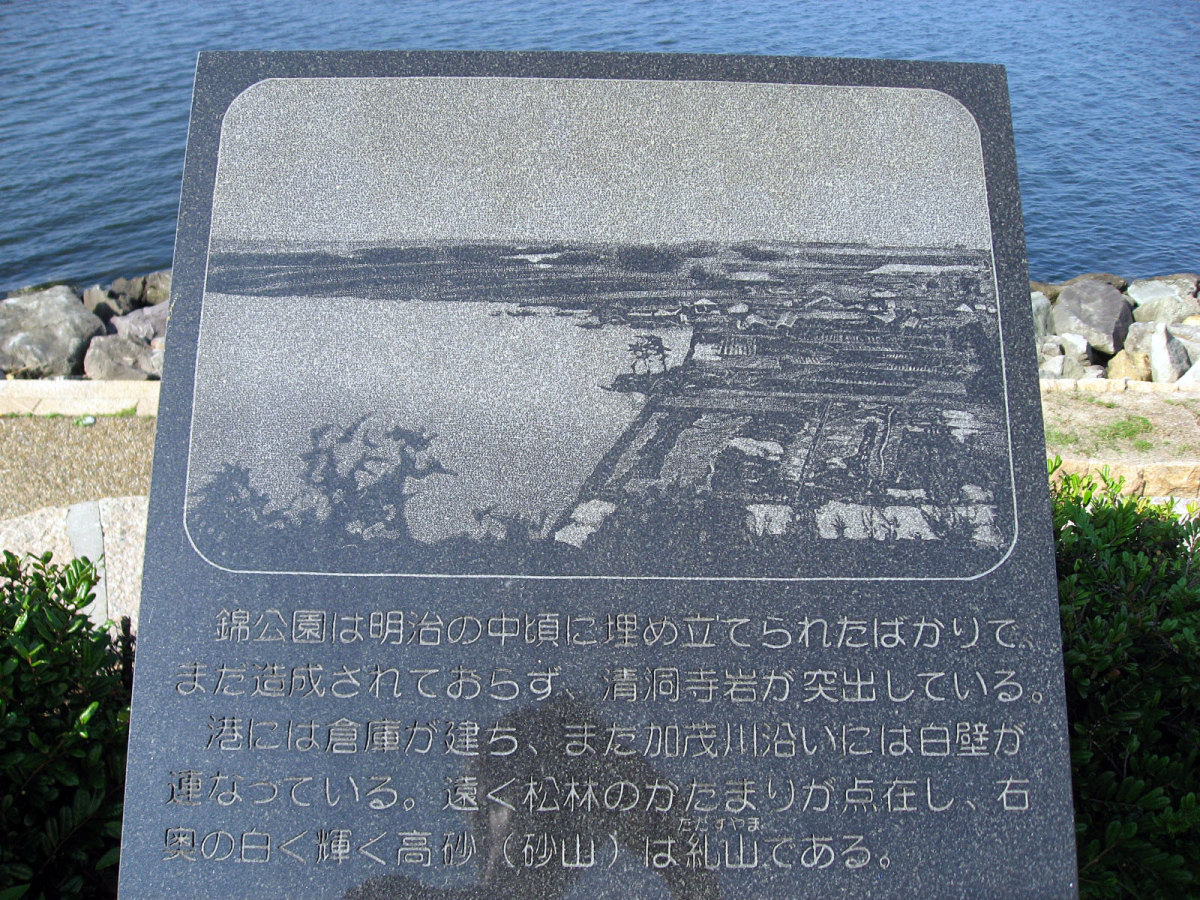 錦公園は明治の中頃に埋め立てられたばかりで、
まだ造成されておらず、清洞寺岩が突出している。
港には倉庫が建ち、また加茂川沿いには白壁が
連なっている。遠く松林のかたまりが点在し、右
ただすやま
奥の白く輝く高砂（砂山）は糺山である。